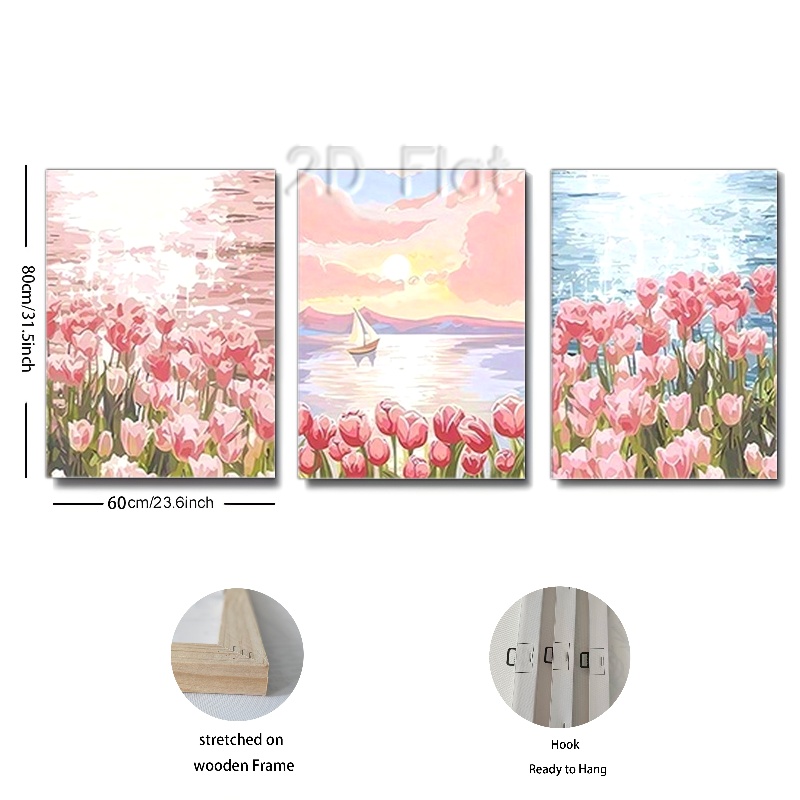 2D Flat
80cm/31.5inch
60cm/23.6inch
stretched on
wooden Frame
Hook
Ready to Hang